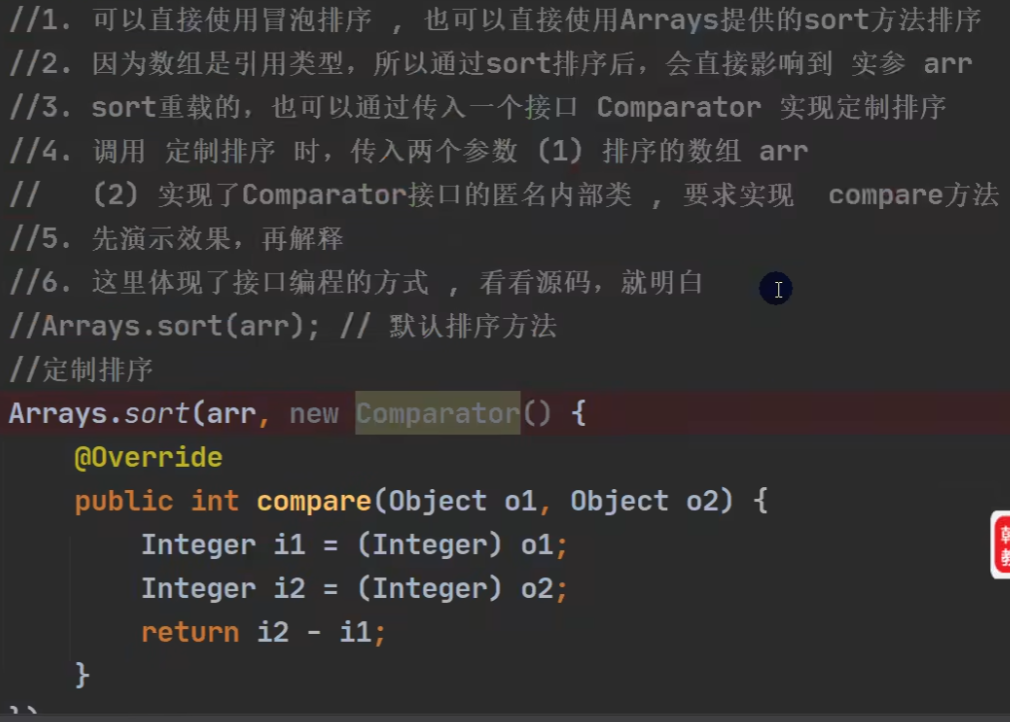 //1. 可以直接使用冒泡排序 , 也可以直接使用Arrays提供的sort方法排序
//2. 因为数组是引用类型，所以通过sort排序后，会直接影响到 实参 arr
//3. sort重载的，也可以通过传入一个接口 Comparator 实现定制排序
//4. 调用 定制排序 时，传入两个参数 (1) 排序的数组 arr
//   (2) 实现了Comparator接口的匿名内部类 , 要求实现  compare方法
//5. 先演示效果，再解释
//6. 这里体现了接口编程的方式 , 看看源码，就明白
//Arrays.sort(arr); // 默认排序方法
//定制排序
Arrays.sort(arr, new Comparator() {
    @Override
    public int compare(Object o1, Object o2) {
        Integer i1 = (Integer) o1;
        Integer i2 = (Integer) o2;
        return i2 - i1;
    }